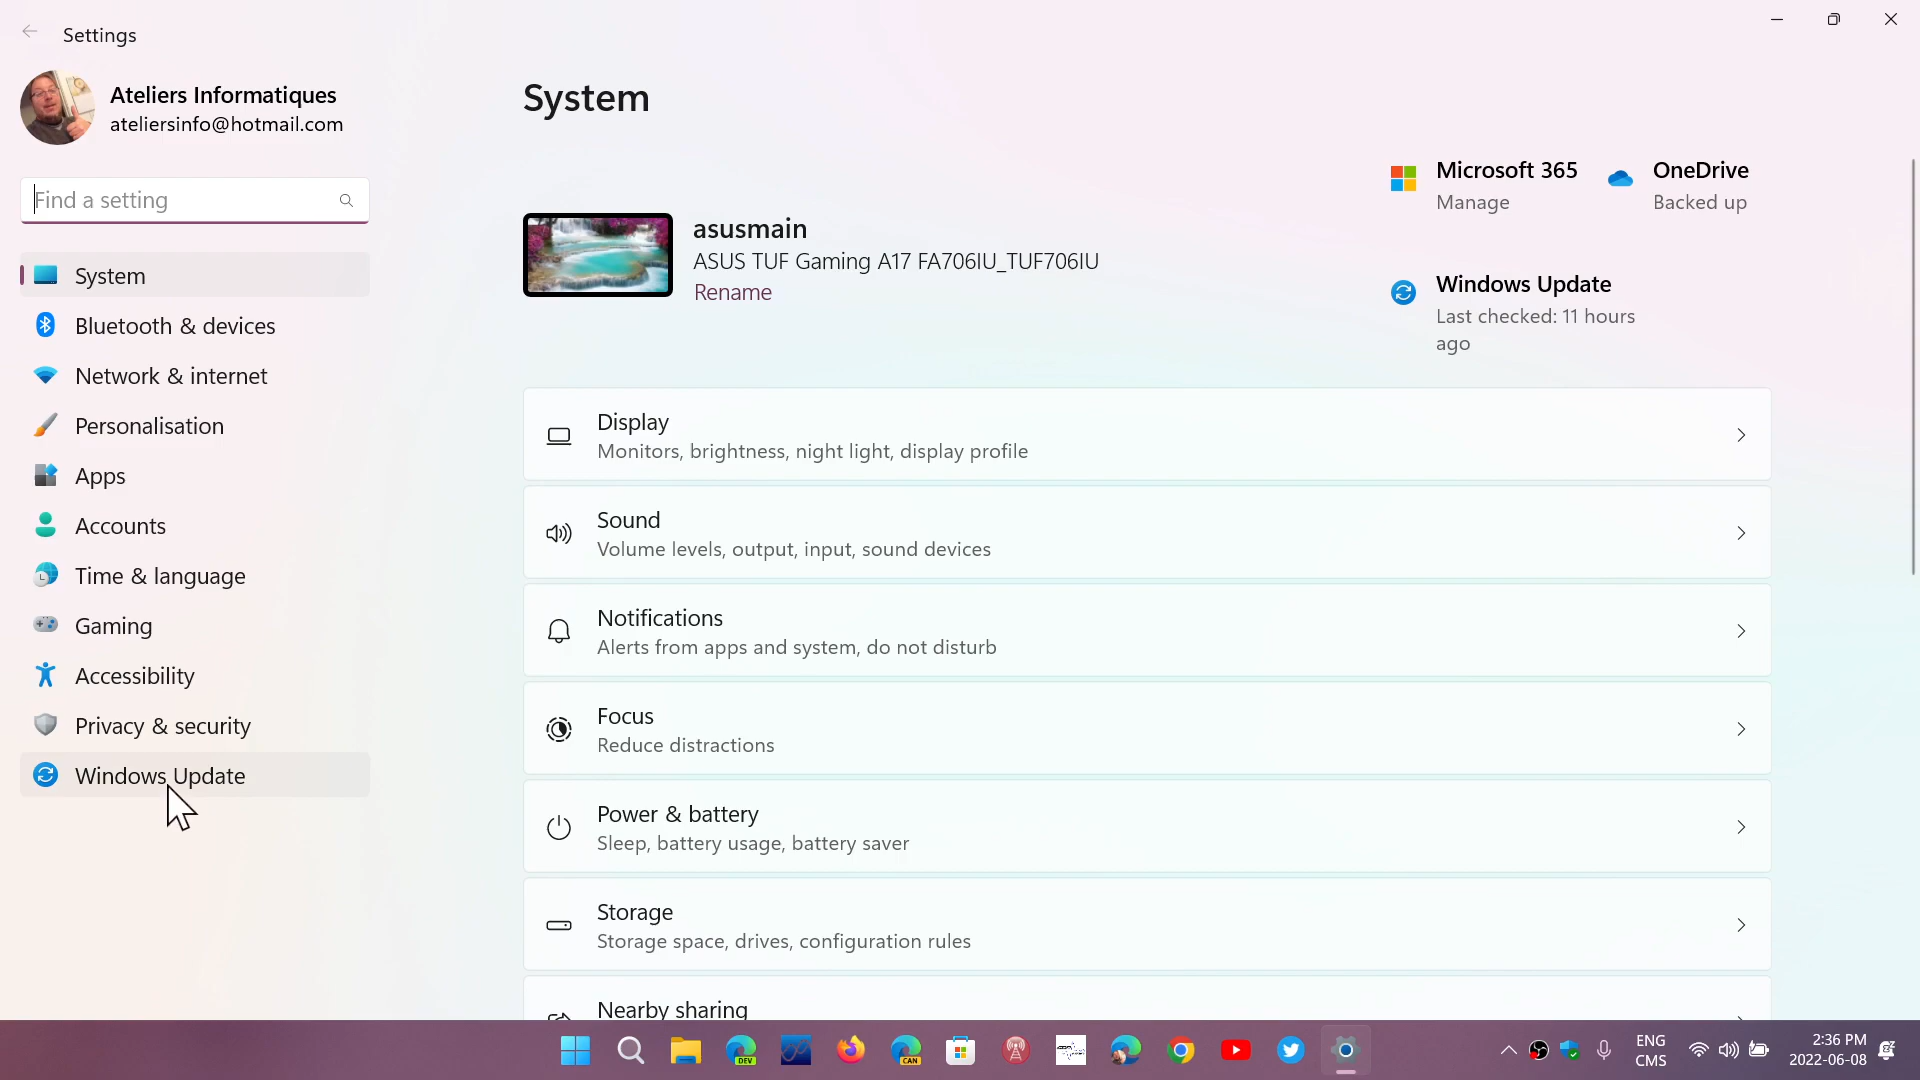 Settings
Ateliers Informatiques
ateliersinfo@hotmail.com
Find a setting
System
Bluetooth & devices
Network & internet
Personalisation
Apps
Accounts
Time & language
Gaming
Accessibility
Privacy & security
Windows Update
System
asusmain
ASUS TUF Gaming A17 FA706IU_TUF706IU
Rename
Microsoft 365
Manage
OneDrive
Backed up
Windows Update
Last checked: 11 hours
ago
Display
Monitors, brightness, night light, display profile
Sound
Volume levels, output, input, sound devices
Notifications
Alerts from apps and system, do not disturb
Focus
Reduce distractions
Power & battery
Sleep, battery usage, battery saver
Storage
Storage space, drives, configuration rules
Nearby sharing
DEV
CAN
ENG
CMS
2:36 PM
2022-06-08